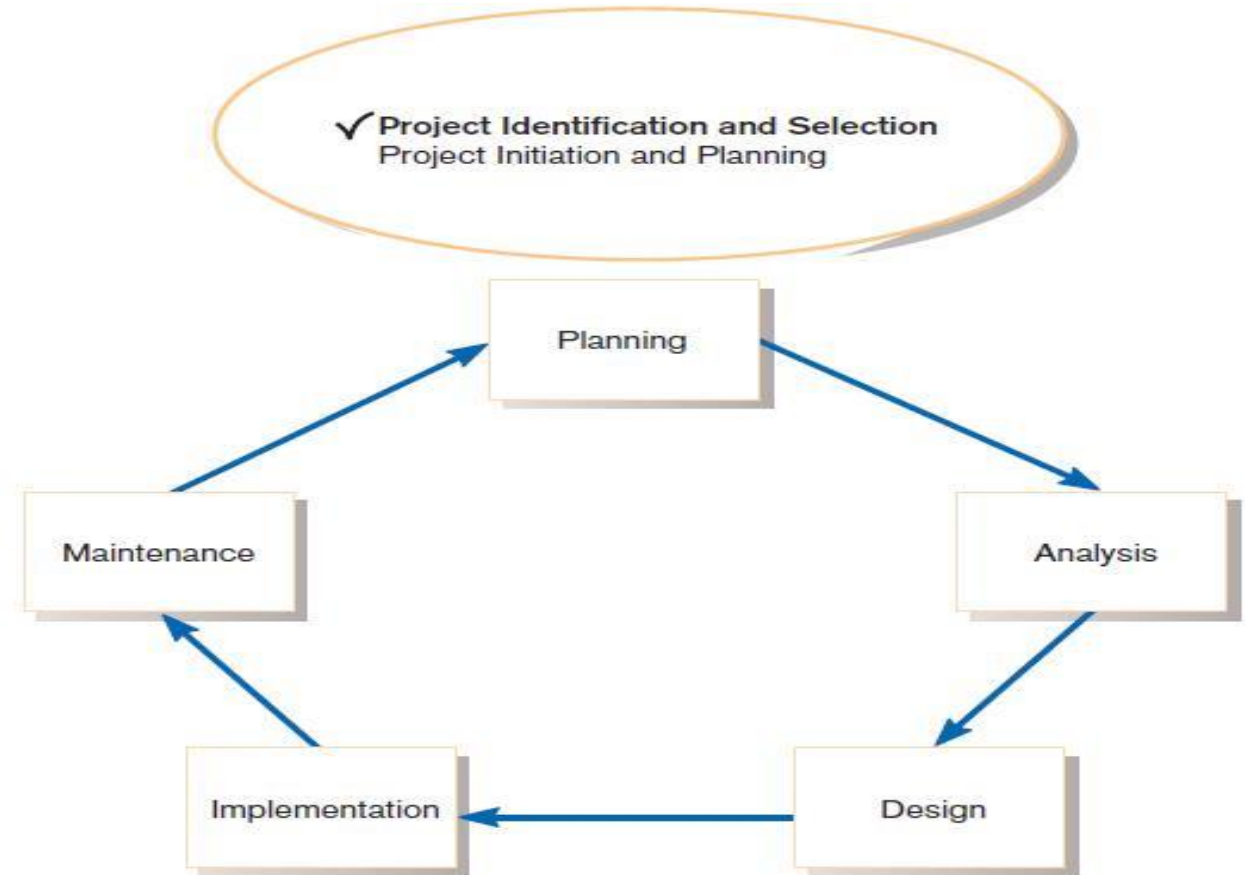 ✓ Project Identification and Selection
Project Initiation and Planning
Planning
Analysis
Design
Implementation
Maintenance